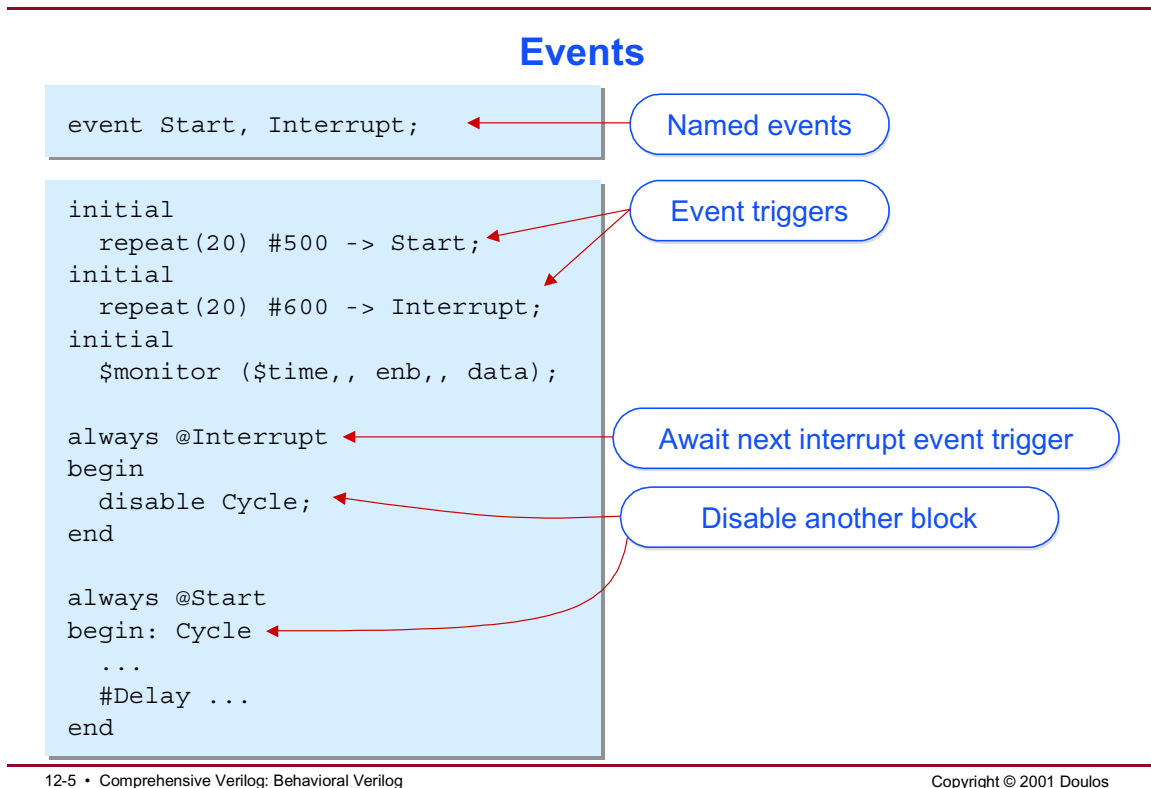 Events
event Start, Interrupt;
Named events
initial
  repeat(20) #500 -> Start;
initial
  repeat(20) #600 -> Interrupt;
initial
  $monitor ($time,, enb,, data);
Event triggers
always @Interrupt
begin
  disable Cycle;
end
Await next interrupt event trigger
Disable another block
always @Start
begin: Cycle
  ...
  #Delay ...
end
12-5 • Comprehensive Verilog: Behavioral Verilog
Copyright © 2001 Doulos